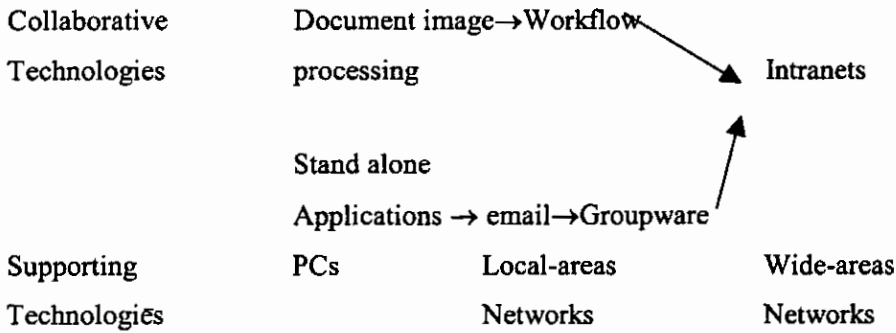 Collaborative Document image→Workflow
Technologies processing Intranets
Stand alone
Applications → email→Groupware
Supporting PCs Local-areas Wide-areas
Technologies Networks Networks